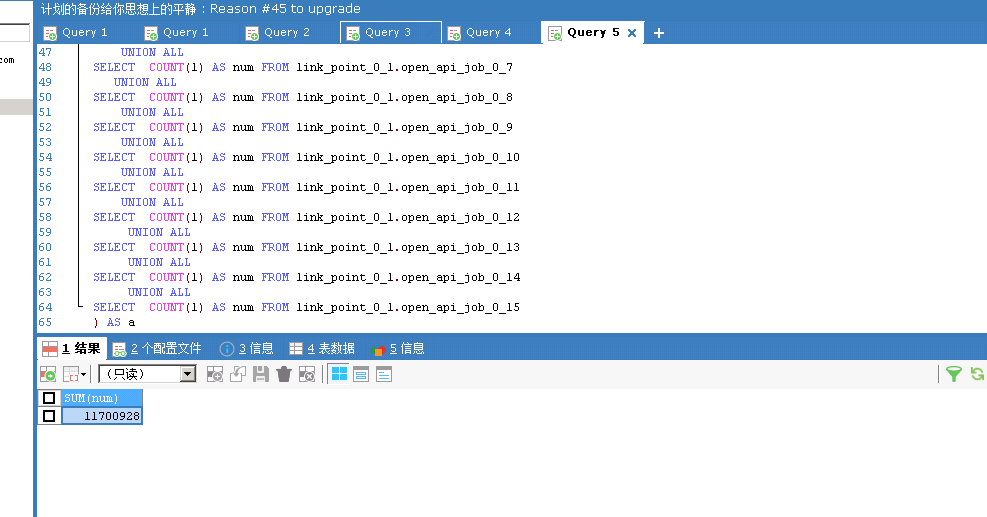 计划的备份给你思想上的平静：Reason #45 to upgrade
Query 1 Query 1 Query 2 Query 3 Query 4 Query 5 × +
com
47 UNION ALL
48 SELECT COUNT(1) AS num FROM link_point_0_1.open_api_job_0_7
49 UNION ALL
50 SELECT COUNT(1) AS num FROM link_point_0_1.open_api_job_0_8
51 UNION ALL
52 SELECT COUNT(1) AS num FROM link_point_0_1.open_api_job_0_9
53 UNION ALL
54 SELECT COUNT(1) AS num FROM link_point_0_1.open_api_job_0_10
55 UNION ALL
56 SELECT COUNT(1) AS num FROM link_point_0_1.open_api_job_0_11
57 UNION ALL
58 SELECT COUNT(1) AS num FROM link_point_0_1.open_api_job_0_12
59 UNION ALL
60 SELECT COUNT(1) AS num FROM link_point_0_1.open_api_job_0_13
61 UNION ALL
62 SELECT COUNT(1) AS num FROM link_point_0_1.open_api_job_0_14
63 UNION ALL
64 SELECT COUNT(1) AS num FROM link_point_0_1.open_api_job_0_15
65 ) AS a
1 结果 2 个配置文件 3 信息 4 表数据 5 信息
（只读）
SUM(num)
11700928